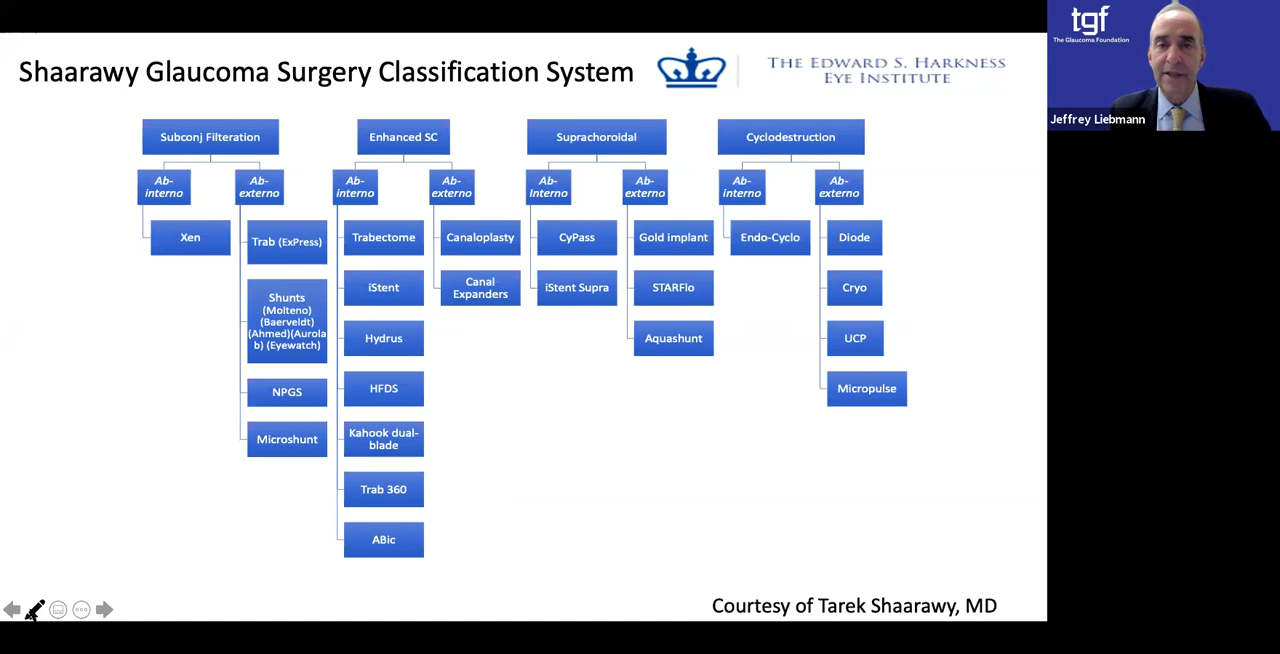 Shaarawy Glaucoma Surgery Classification System
THE EDWARD S. HARKNESS
EYE INSTITUTE
tgf
The Glaucoma Foundation
Jeffrey Liebmann
Subconj Filteration
Enhanced SC
Suprachoroidal
Cyclodestruction
Ab-
interno
Ab-
externo
Ab-
interno
Ab-
externo
Ab-
Interno
Ab-
externo
Ab-
interno
Ab-
externo
Xen
Trab (ExPress)
Shunts
(Molteno)
(Baerveldt)
(Ahmed)(Aurola
b) (Eyewatch)
NPGS
Microshunt
Trabectome
iStent
Hydrus
HFDS
Kahook dual-
blade
Trab 360
ABic
Canaloplasty
Canal
Expanders
CyPass
iStent Supra
Gold implant
STARFlo
Aquashunt
Endo-Cyclo
Diode
Cryo
UCP
Micropulse
Courtesy of Tarek Shaarawy, MD